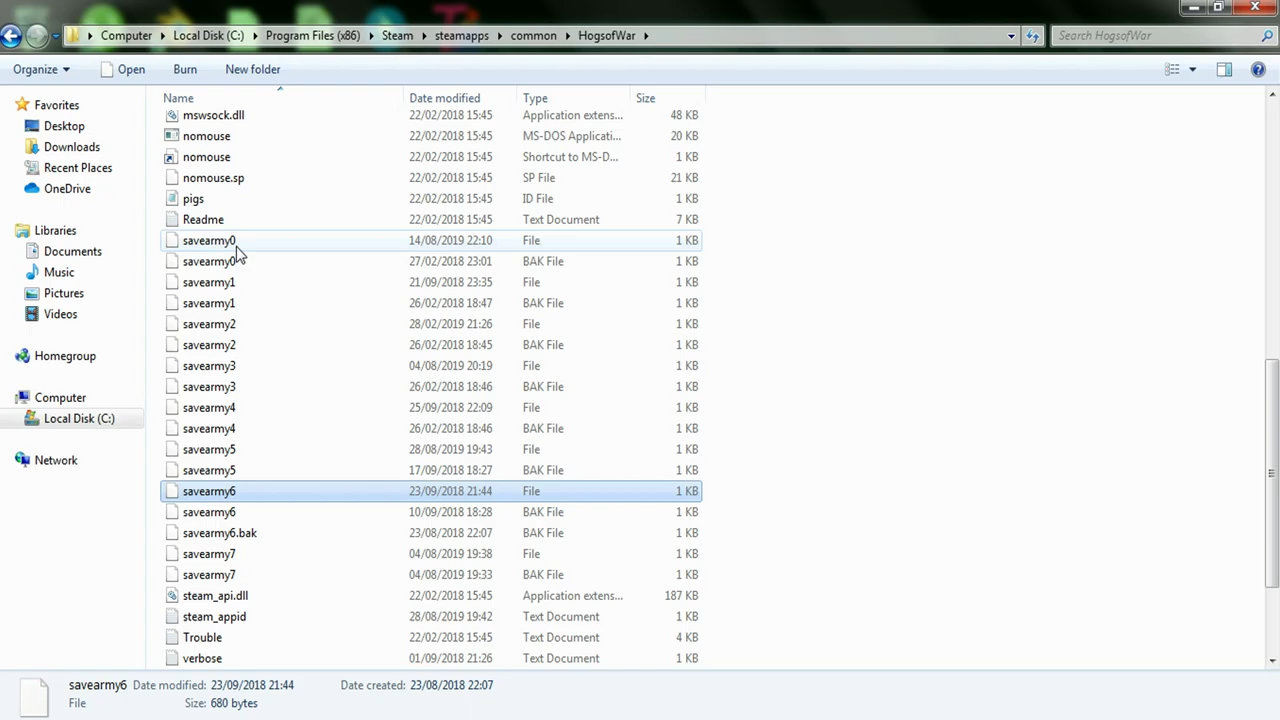 Computer Local Disk (C:) Program Files (x86) Steam steamapps common HogsofWar Search HogsofWar
Organize Open Burn New folder
Name Date modified Type Size
Favorites
Desktop
Downloads
Recent Places
OneDrive
Libraries
Documents
Music
Pictures
Videos
Homegroup
Computer
Local Disk (C:)
Network
mswsock.dll 22/02/2018 15:45 Application extens... 48 KB
nomouse 22/02/2018 15:45 MS-DOS Applicati... 20 KB
nomouse 22/02/2018 15:45 Shortcut to MS-D... 1 KB
nomouse.sp 22/02/2018 15:45 SP File 21 KB
pigs 22/02/2018 15:45 ID File 1 KB
Readme 22/02/2018 15:45 Text Document 7 KB
savearmy0 14/08/2019 22:10 File 1 KB
savearmy0 27/02/2018 23:01 BAK File 1 KB
savearmy1 21/09/2018 23:35 File 1 KB
savearmy1 26/02/2018 18:47 BAK File 1 KB
savearmy2 28/02/2019 21:26 File 1 KB
savearmy2 26/02/2018 18:45 BAK File 1 KB
savearmy3 04/08/2019 20:19 File 1 KB
savearmy3 26/02/2018 18:46 BAK File 1 KB
savearmy4 25/09/2018 22:09 File 1 KB
savearmy4 26/02/2018 18:46 BAK File 1 KB
savearmy5 28/08/2019 19:43 File 1 KB
savearmy5 17/09/2018 18:27 BAK File 1 KB
savearmy6 23/09/2018 21:44 File 1 KB
savearmy6 10/09/2018 18:28 BAK File 1 KB
savearmy6.bak 23/08/2018 22:07 BAK File 1 KB
savearmy7 04/08/2019 19:38 File 1 KB
savearmy7 04/08/2019 19:33 BAK File 1 KB
steam_api.dll 22/02/2018 15:45 Application extens... 187 KB
steam_appid 28/08/2019 19:42 Text Document 1 KB
Trouble 22/02/2018 15:45 Text Document 4 KB
verbose 01/09/2018 21:26 Text Document 1 KB
savearmy6 Date modified: 23/09/2018 21:44 Date created: 23/08/2018 22:07
File Size: 680 bytes